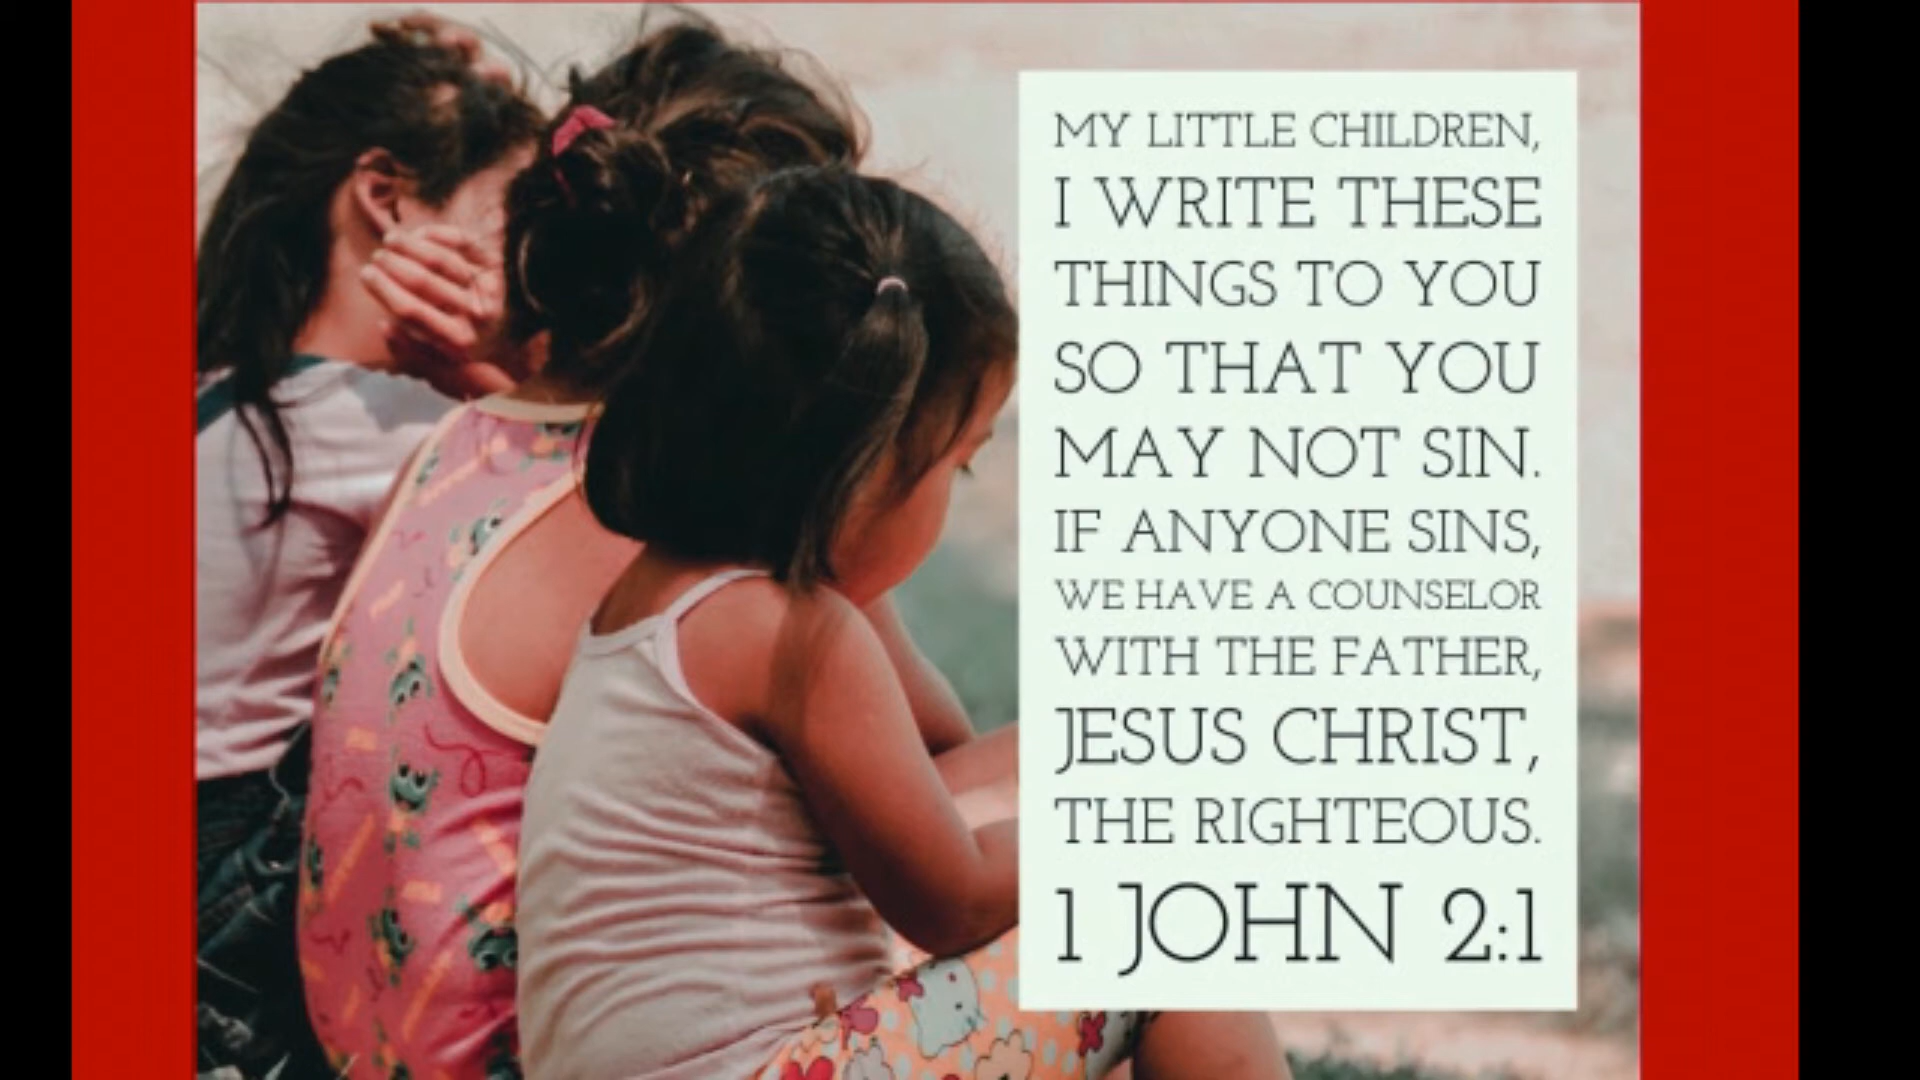 MY LITTLE CHILDREN,
I WRITE THESE
THINGS TO YOU
SO THAT YOU
MAY NOT SIN.
IF ANYONE SINS,
WE HAVE A COUNSELOR
WITH THE FATHER,
JESUS CHRIST,
THE RIGHTEOUS.
1 JOHN 2:1